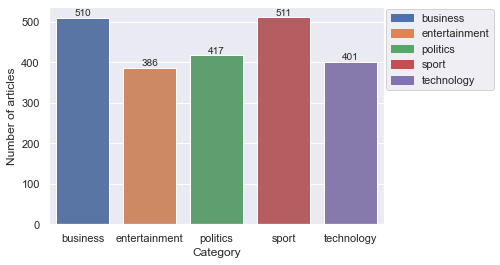 510
386
417
511
401
500
400
300
200
100
0
Number of articles
business
entertainment
politics
sport
technology
Category
business
entertainment
politics
sport
technology